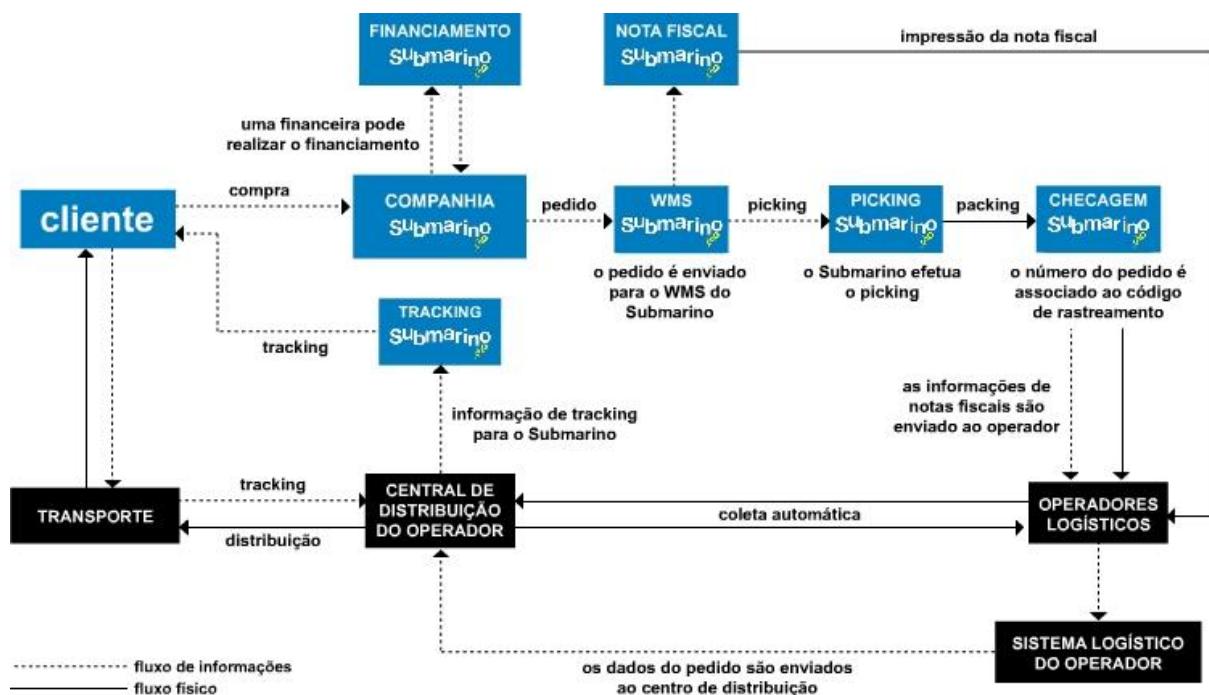 FINANCIAMENTO
submarino
NOTA FISCAL
submarino
impressão da nota fiscal
uma financeira pode
realizar o financiamento
cliente
compra
COMPANHIA
submarino
pedido
WMS
submarino
picking
PICKING
submarino
packing
CHECAGEM
submarino
o pedido é enviado
para o WMS do
Submarino
o Submarino efetua
o picking
o número do pedido é
associado ao código
de rastreamento
TRACKING
submarino
tracking
as informações de
notas fiscais são
enviado ao operador
informação de tracking
para o Submarino
TRANSPORTE
tracking
distribuição
CENTRAL DE
DISTRIBUIÇÃO
DO OPERADOR
coleta automática
OPERADORES
LOGÍSTICOS
SISTEMA LOGÍSTICO
DO OPERADOR
os dados do pedido são enviados
ao centro de distribuição
fluxo de informações
fluxo físico